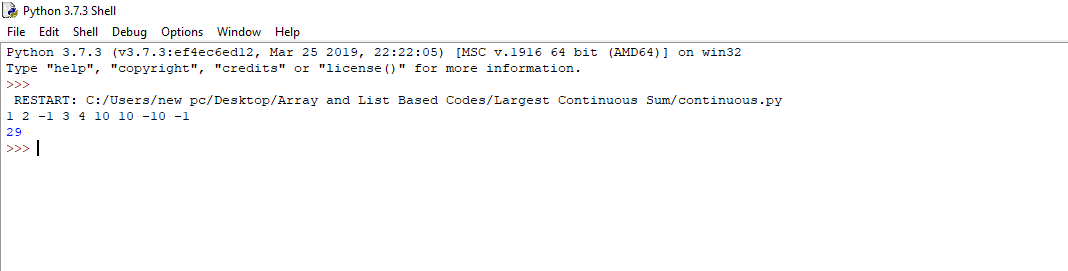 Python 3.7.3 Shell
File Edit Shell Debug Options Window Help
Python 3.7.3 (v3.7.3:ef4ec6ed12, Mar 25 2019, 22:22:05) [MSC v.1916 64 bit (AMD64)] on win32
Type "help", "copyright", "credits" or "license()" for more information.
>>>
 RESTART: C:/Users/new pc/Desktop/Array and List Based Codes/Largest Continuous Sum/continuous.py
1 2 -1 3 4 10 10 -10 -1
29
>>>